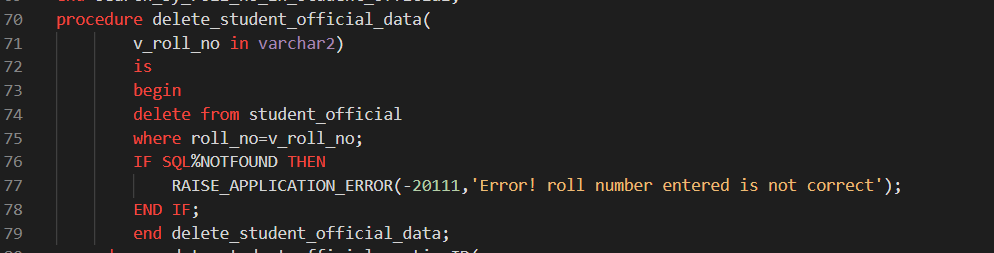 70 procedure delete_student_official_data(
71 v_roll_no in varchar2)
72 is
73 begin
74 delete from student_official
75 where roll_no=v_roll_no;
76 IF SQL%NOTFOUND THEN
77 RAISE_APPLICATION_ERROR(-20111,'Error! roll number entered is not correct');
78 END IF;
79 end delete_student_official_data;